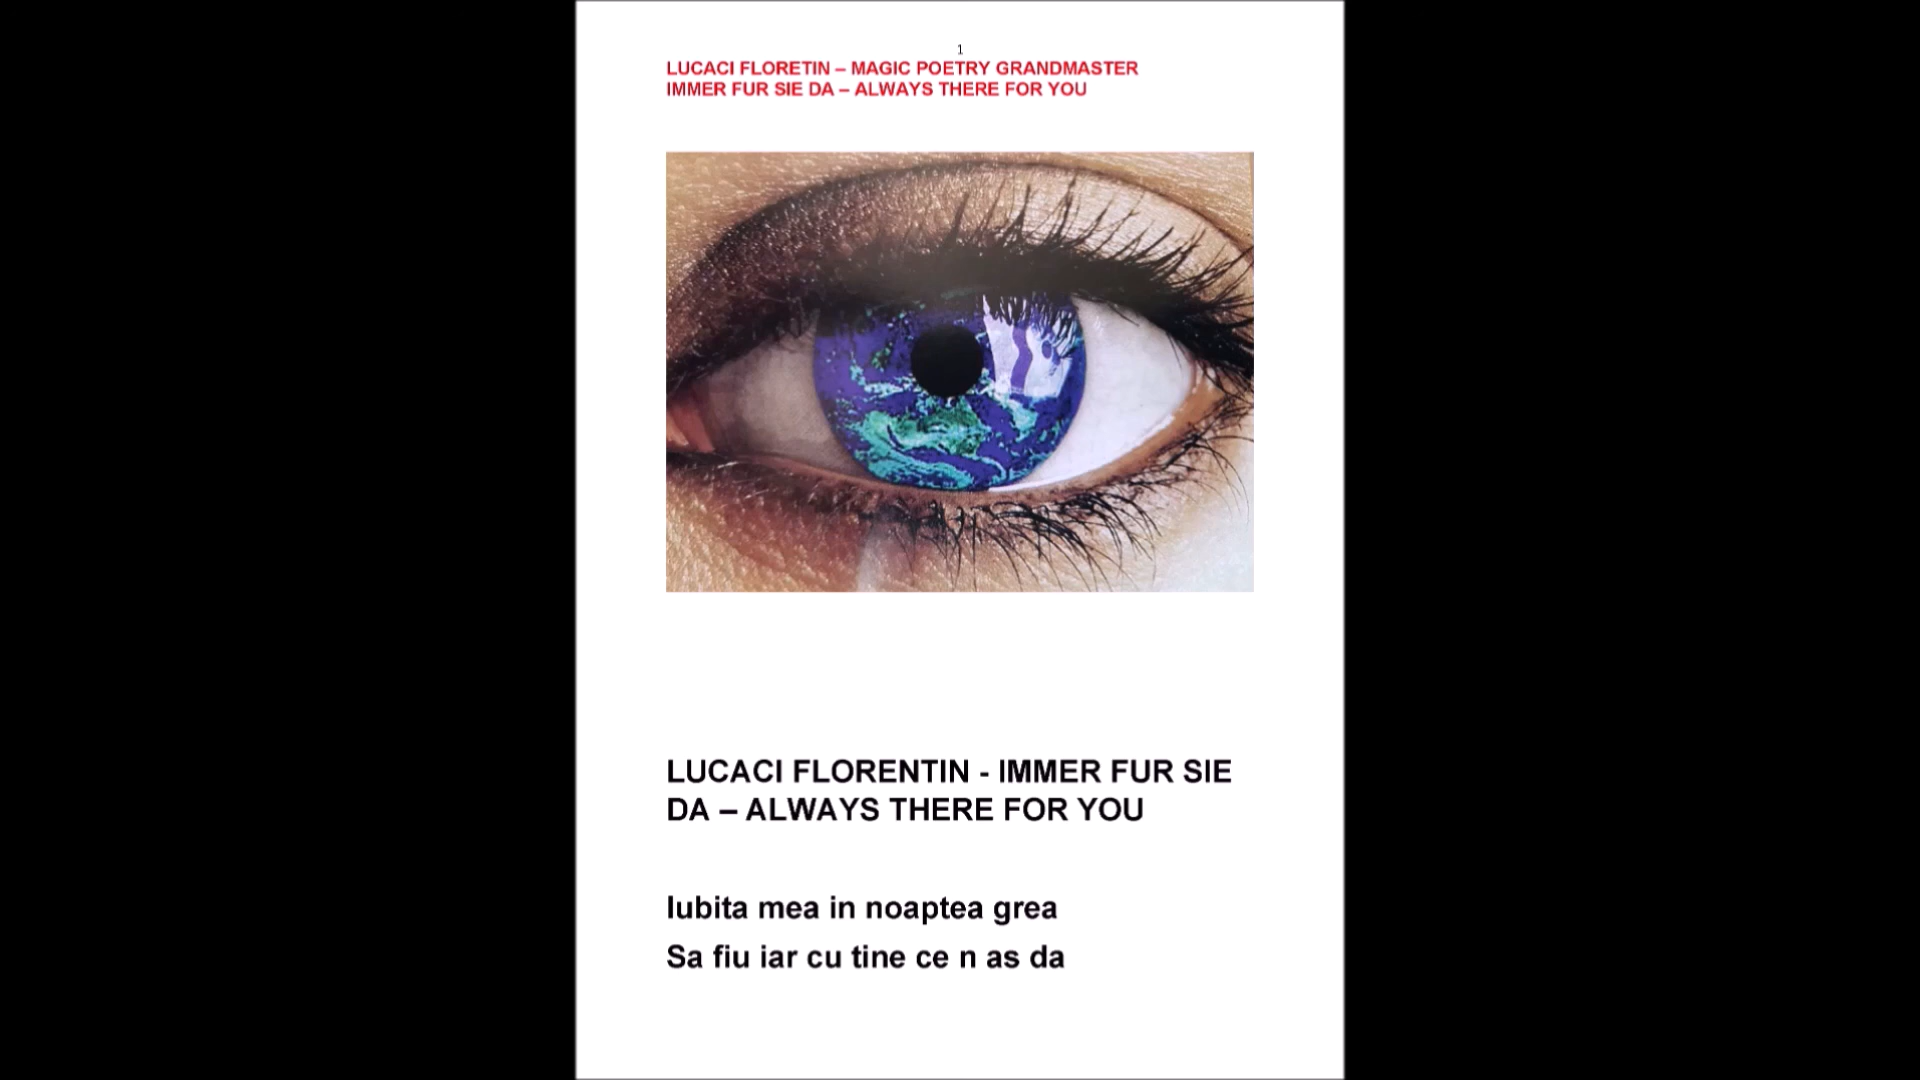 1
LUCACI FLORETIN – MAGIC POETRY GRANDMASTER
IMMER FUR SIE DA – ALWAYS THERE FOR YOU
LUCACI FLORENTIN - IMMER FUR SIE
DA – ALWAYS THERE FOR YOU
Iubita mea in noaptea grea
Sa fiu iar cu tine ce n as da